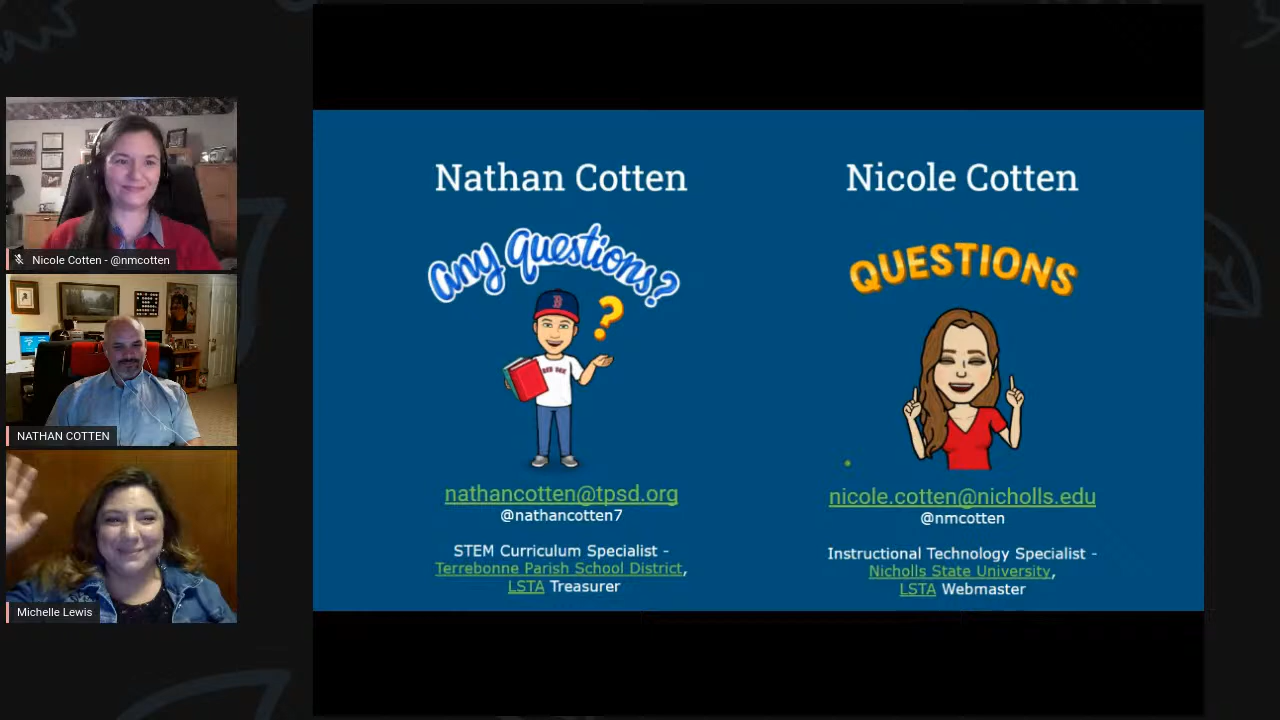 Nicole Cotten - @nmcotten
NATHAN COTTEN
Michelle Lewis
Nathan Cotten
any questions?
?
B
RED SOX
nathancotten@tpsd.org
@nathancotten7
STEM Curriculum Specialist -
Terrebonne Parish School District,
LSTA Treasurer
Nicole Cotten
QUESTIONS
nicole.cotten@nicholls.edu
@nmcotten
Instructional Technology Specialist -
Nicholls State University,
LSTA Webmaster